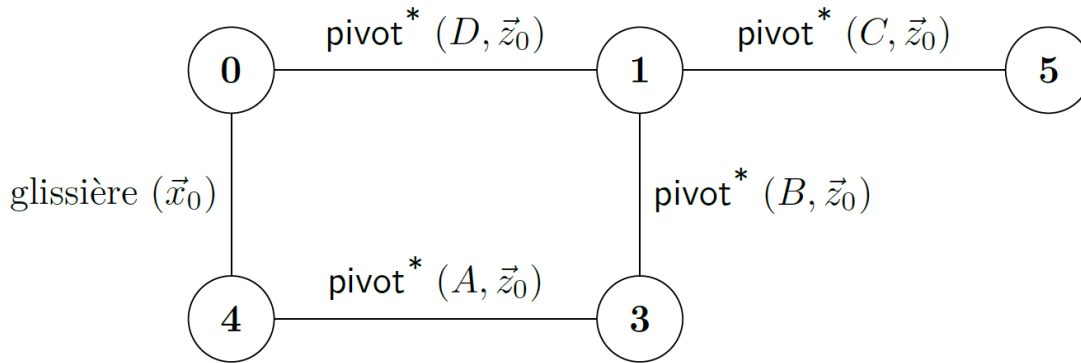 pivot* (D, z⃗₀)
pivot* (C, z⃗₀)
0
1
5
glissière (x⃗₀)
pivot* (B, z⃗₀)
pivot* (A, z⃗₀)
4
3